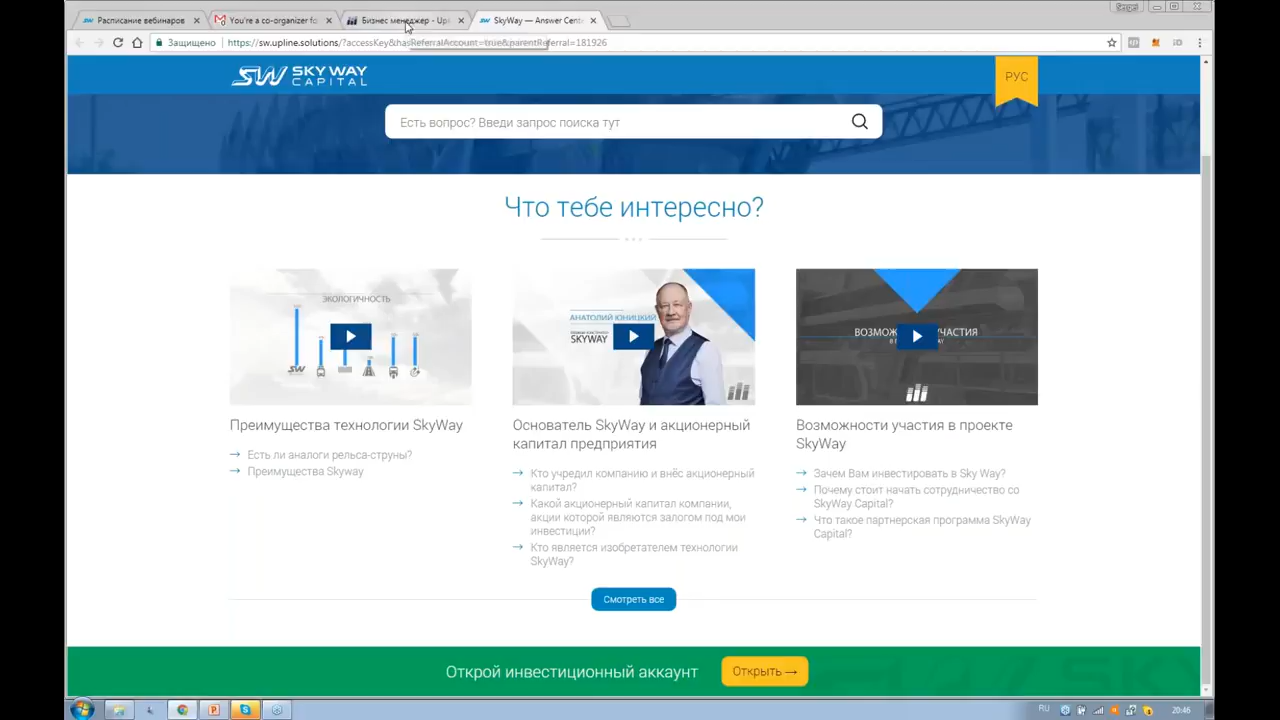 Расписание вебинаров
You're a co-organizer fo
Бизнес менеджер - Upl
SkyWay — Answer Cent
Sergei
Защищено
https://sw.upline.solutions/?accessKey&hasReferralAccount=true&parentReferral=181926
SW SKY WAY
CAPITAL
РУС
Есть вопрос? Введи запрос поиска тут
Что тебе интересно?
ЭКОЛОГИЧНОСТЬ
SW
АНАТОЛИЙ ЮНИЦКИЙ
SKYWAY
Преимущества технологии SkyWay
Есть ли аналоги рельса-струны?
Преимущества Skyway
Основатель SkyWay и акционерный
капитал предприятия
Кто учредил компанию и внёс акционерный
капитал?
Какой акционерный капитал компании,
акции которой являются залогом под мои
инвестиции?
Кто является изобретателем технологии
SkyWay?
Возможности участия в проекте
SkyWay
Зачем Вам инвестировать в Sky Way?
Почему стоит начать сотрудничество со
SkyWay Capital?
Что такое партнерская программа SkyWay
Capital?
Смотреть все
Открой инвестиционный аккаунт
Открыть →
RU
20:46